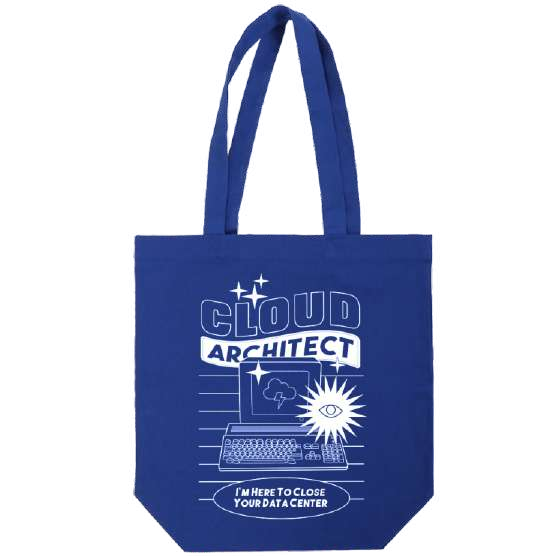 CLOUD
ARCHITECT
I'M HERE TO CLOSE
YOUR DATA CENTER